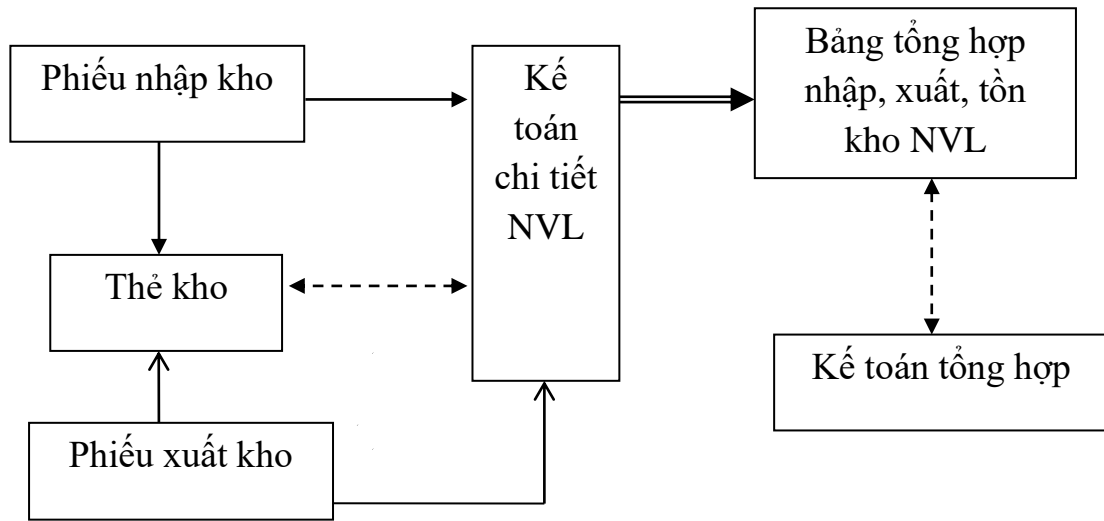 Phiếu nhập kho
Thẻ kho
Phiếu xuất kho
Kế
toán
chi tiết
NVL
Bảng tổng hợp
nhập, xuất, tồn
kho NVL
Kế toán tổng hợp